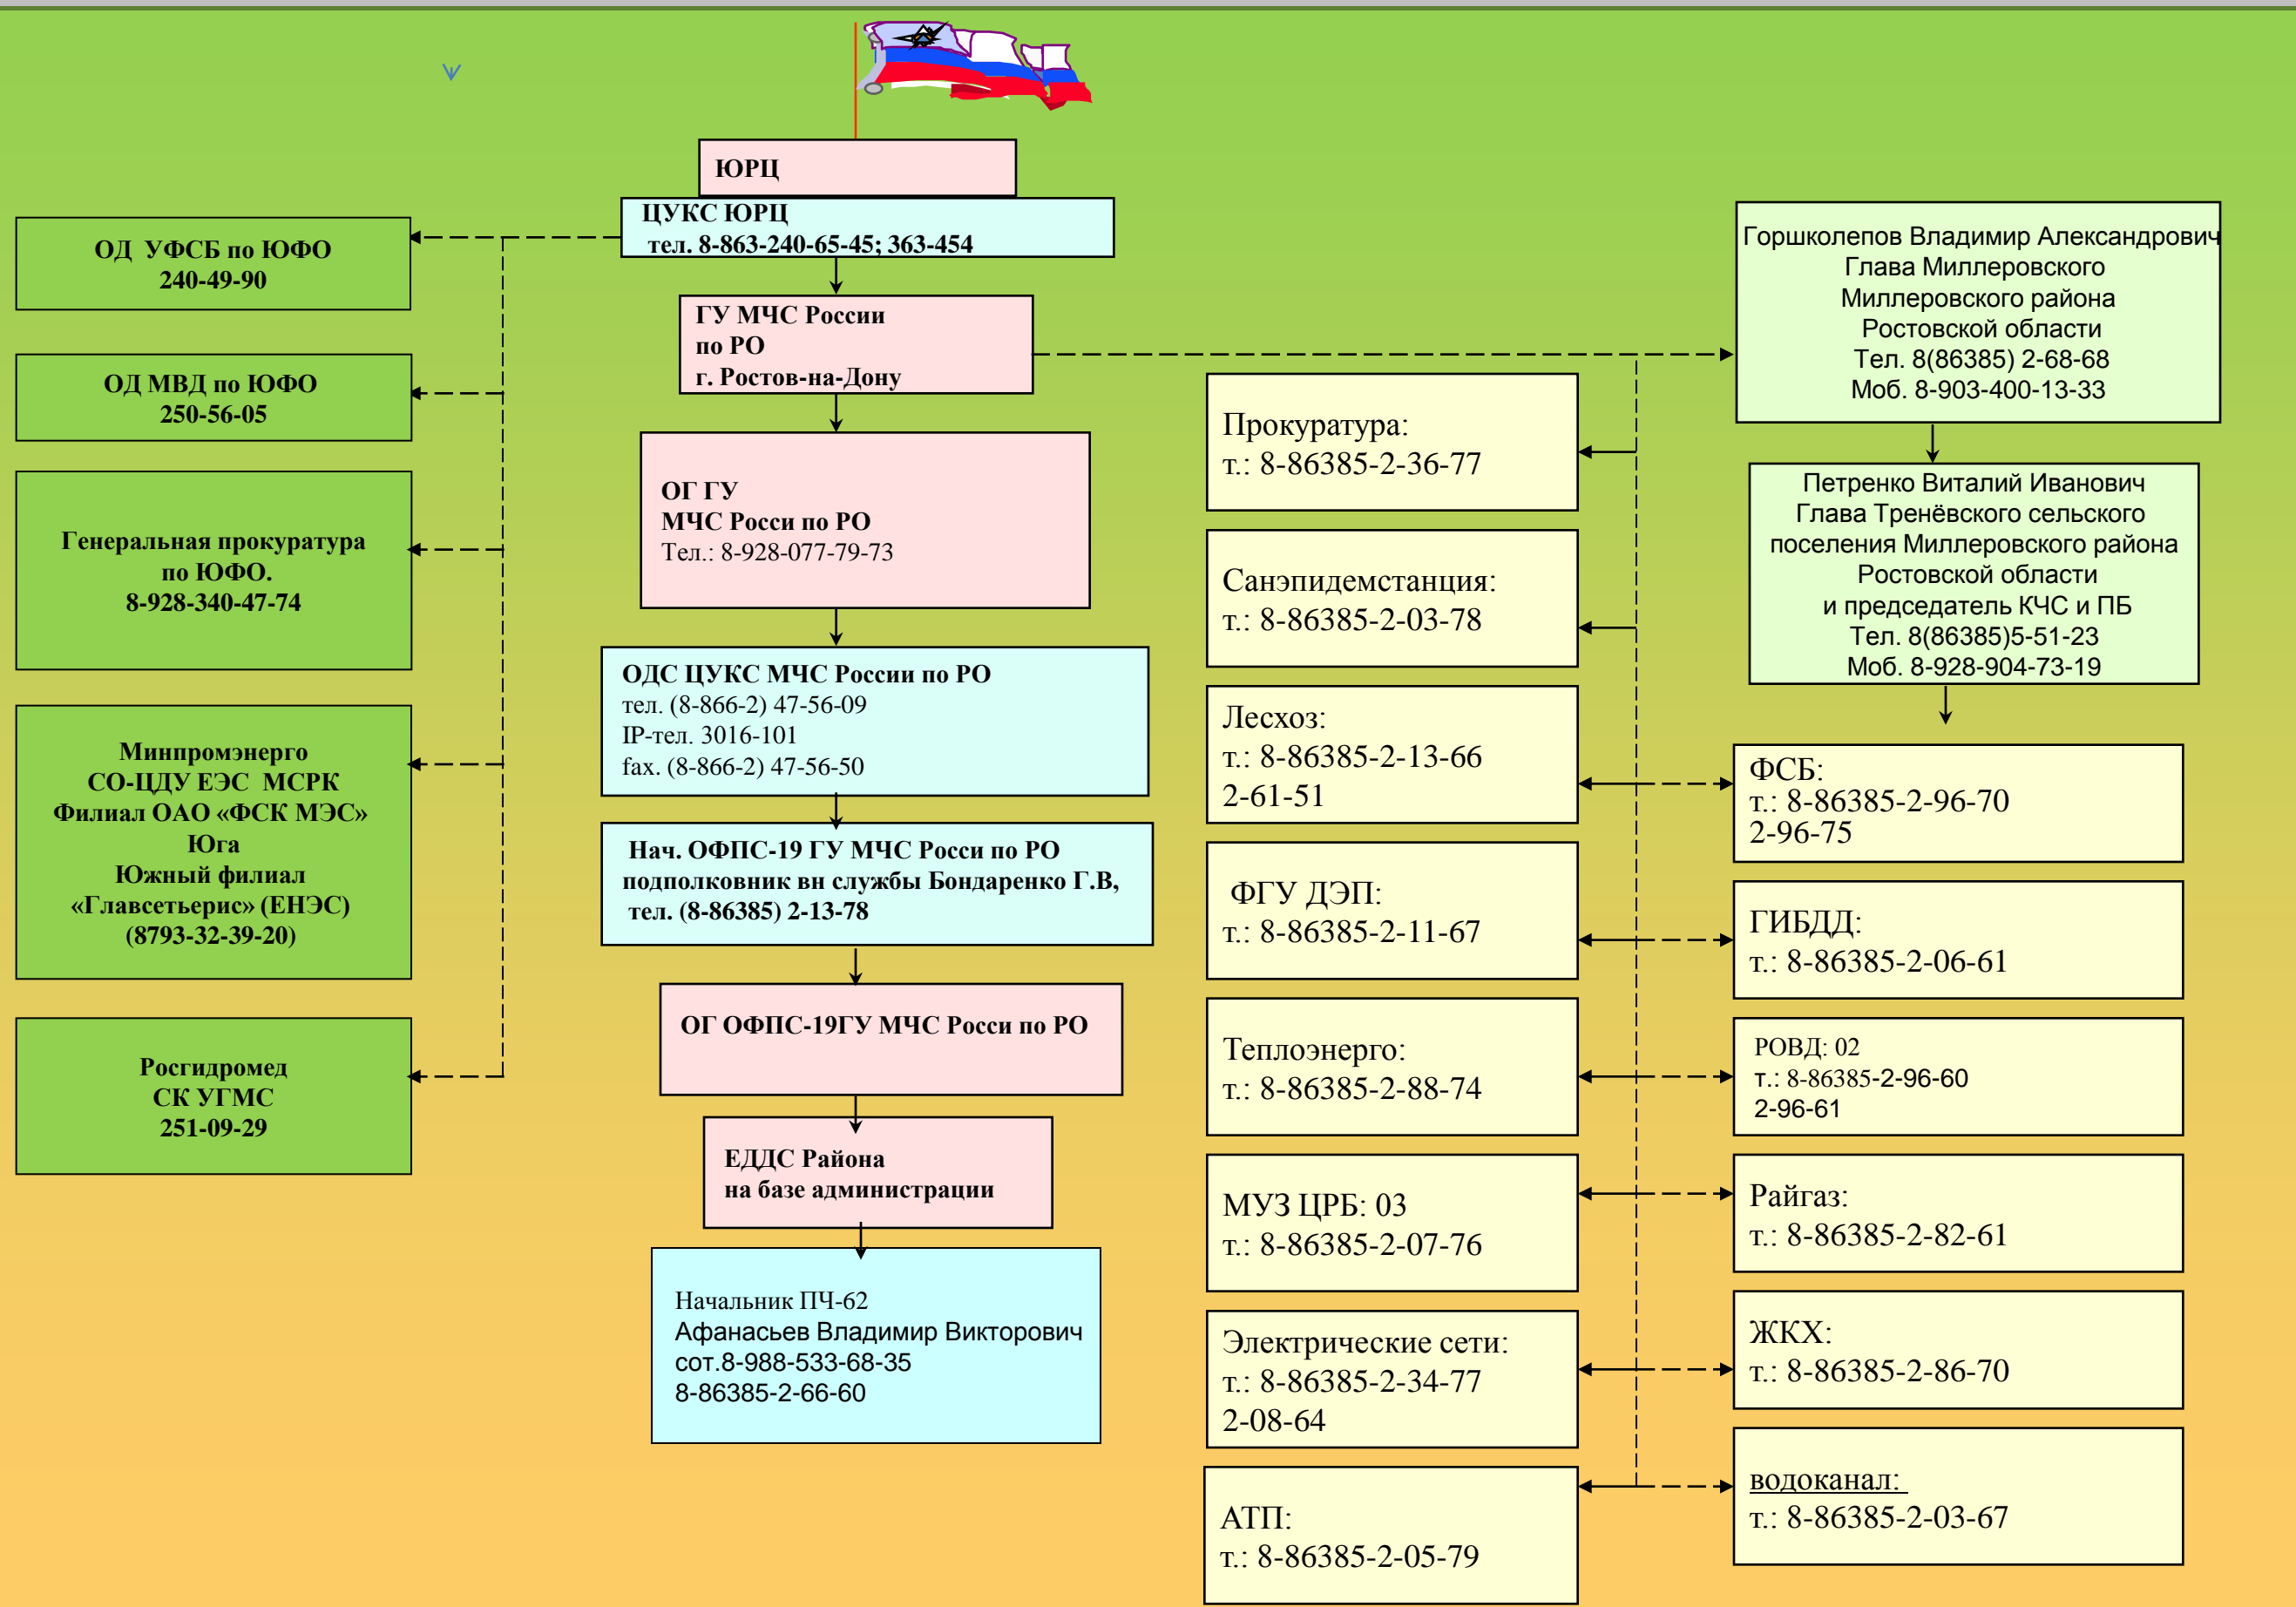 ЮРЦ
ЦУКС ЮРЦ
тел. 8-863-240-65-45; 363-454
ГУ МЧС России
по РО
г. Ростов-на-Дону
ОГ ГУ
МЧС Росси по РО
Тел.: 8-928-077-79-73
ОДС ЦУКС МЧС России по РО
тел. (8-866-2) 47-56-09
IP-тел. 3016-101
fax. (8-866-2) 47-56-50
Нач. ОФПС-19 ГУ МЧС Росси по РО
подполковник вн службы Бондаренко Г.В,
тел. (8-86385) 2-13-78
ОГ ОФПС-19ГУ МЧС Росси по РО
ЕДДС Района
на базе администрации
Начальник ПЧ-62
Афанасьев Владимир Викторович
сот.8-988-533-68-35
8-86385-2-66-60
ОД УФСБ по ЮФО
240-49-90
ОД МВД по ЮФО
250-56-05
Генеральная прокуратура
по ЮФО.
8-928-340-47-74
Минпромэнерго
СО-ЦДУ ЕЭС МСРК
Филиал ОАО «ФСК МЭС»
Юга
Южный филиал
«Главсетьерис» (ЕНЭС)
(8793-32-39-20)
Росгидромед
СК УГМС
251-09-29
Прокуратура:
т.: 8-86385-2-36-77
Санэпидемстанция:
т.: 8-86385-2-03-78
Лесхоз:
т.: 8-86385-2-13-66
2-61-51
ФГУ ДЭП:
т.: 8-86385-2-11-67
Теплоэнерго:
т.: 8-86385-2-88-74
МУЗ ЦРБ: 03
т.: 8-86385-2-07-76
Электрические сети:
т.: 8-86385-2-34-77
2-08-64
АТП:
т.: 8-86385-2-05-79
Горшколепов Владимир Александрович
Глава Миллеровского
Миллеровского района
Ростовской области
Тел. 8(86385) 2-68-68
Моб. 8-903-400-13-33
Петренко Виталий Иванович
Глава Тренёвского сельского
поселения Миллеровского района
Ростовской области
и председатель КЧС и ПБ
Тел. 8(86385)5-51-23
Моб. 8-928-904-73-19
ФСБ:
т.: 8-86385-2-96-70
2-96-75
ГИБДД:
т.: 8-86385-2-06-61
РОВД: 02
т.: 8-86385-2-96-60
2-96-61
Райгаз:
т.: 8-86385-2-82-61
ЖКХ:
т.: 8-86385-2-86-70
водоканал:
т.: 8-86385-2-03-67